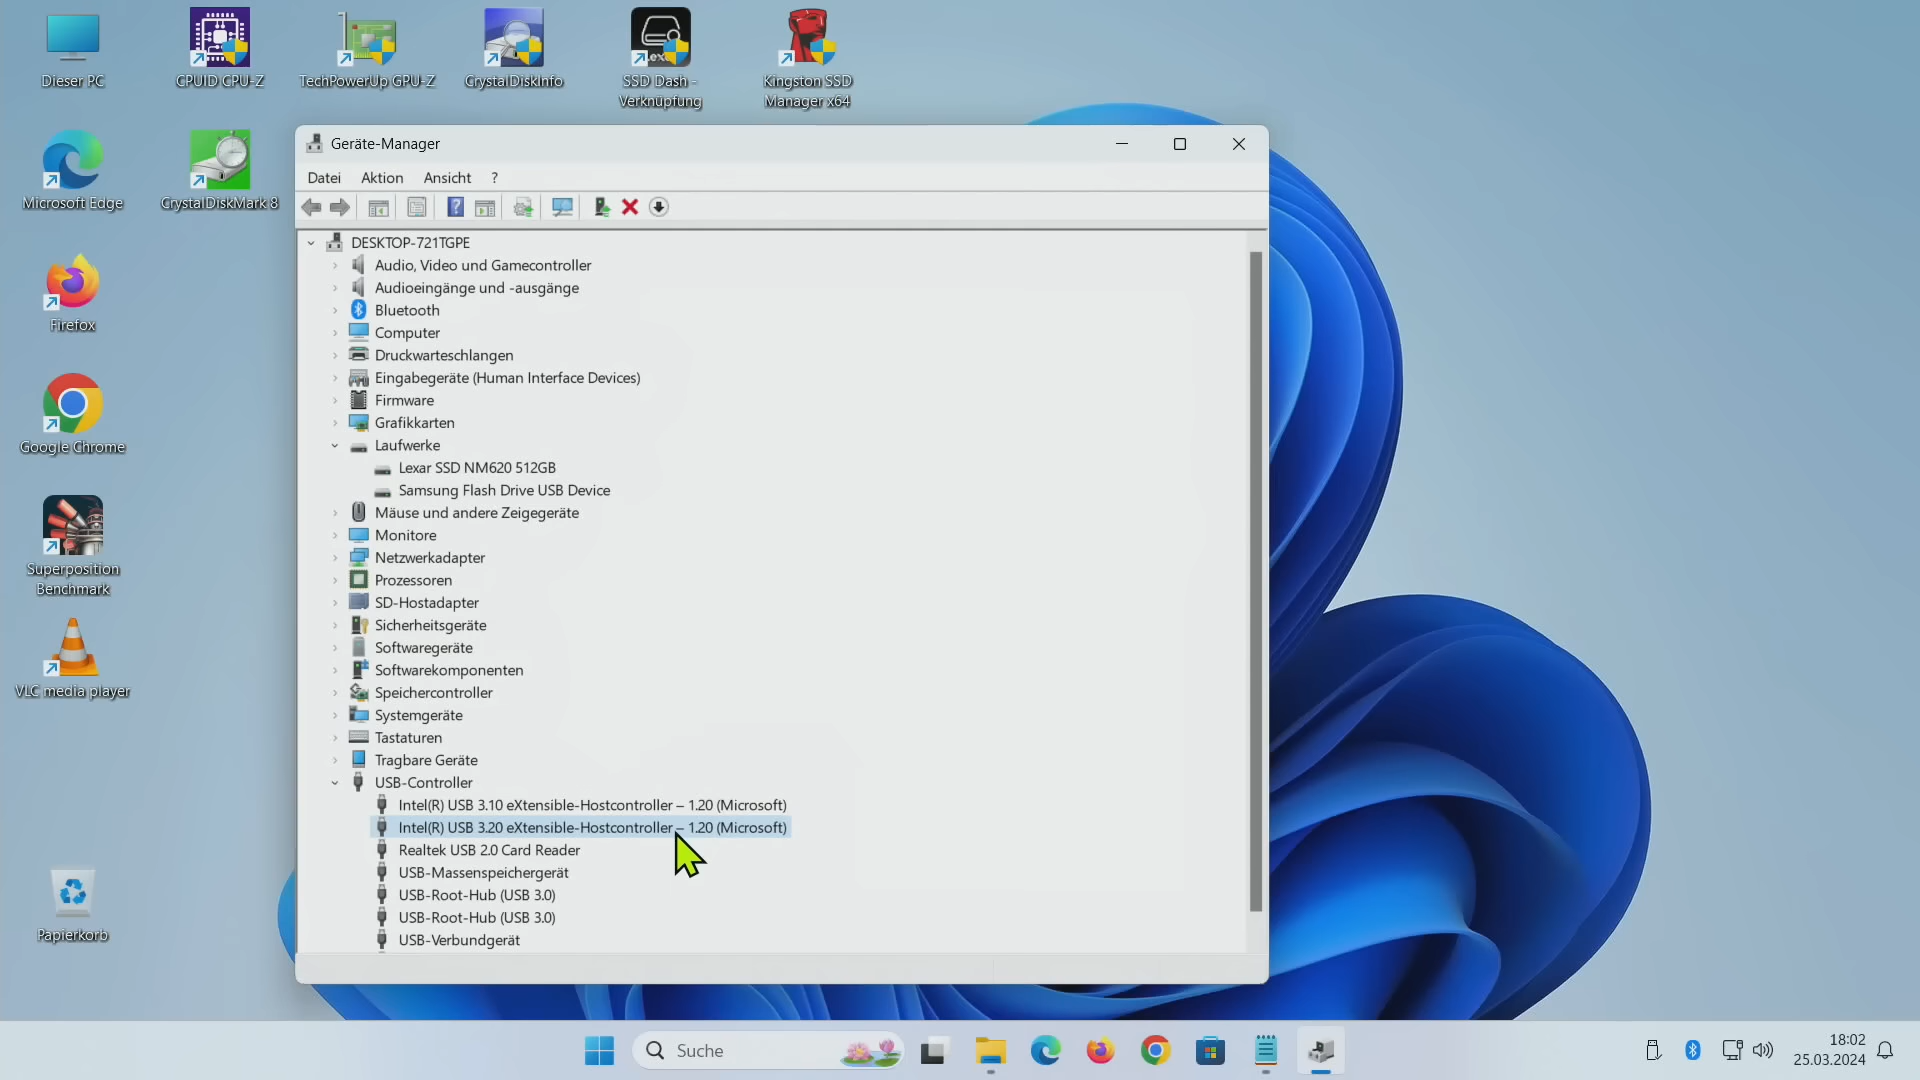 Dieser PC
CPUID CPU-Z
TechPowerUp GPU-Z
CrystalDiskInfo
SSD Dash -
Verknüpfung
Kingston SSD
Manager x64
Microsoft Edge
CrystalDiskMark 8
Firefox
Google Chrome
Superposition
Benchmark
VLC media player
Papierkorb
Geräte-Manager
Datei Aktion Ansicht ?
DESKTOP-721TGPE
Audio, Video und Gamecontroller
Audioeingänge und -ausgänge
Bluetooth
Computer
Druckwarteschlangen
Eingabegeräte (Human Interface Devices)
Firmware
Grafikkarten
Laufwerke
Lexar SSD NM620 512GB
Samsung Flash Drive USB Device
Mäuse und andere Zeigegeräte
Monitore
Netzwerkadapter
Prozessoren
SD-Hostadapter
Sicherheitsgeräte
Softwaregeräte
Softwarekomponenten
Speichercontroller
Systemgeräte
Tastaturen
Tragbare Geräte
USB-Controller
Intel(R) USB 3.10 eXtensible-Hostcontroller – 1.20 (Microsoft)
Intel(R) USB 3.20 eXtensible-Hostcontroller – 1.20 (Microsoft)
Realtek USB 2.0 Card Reader
USB-Massenspeichergerät
USB-Root-Hub (USB 3.0)
USB-Root-Hub (USB 3.0)
USB-Verbundgerät
Suche
18:02
25.03.2024